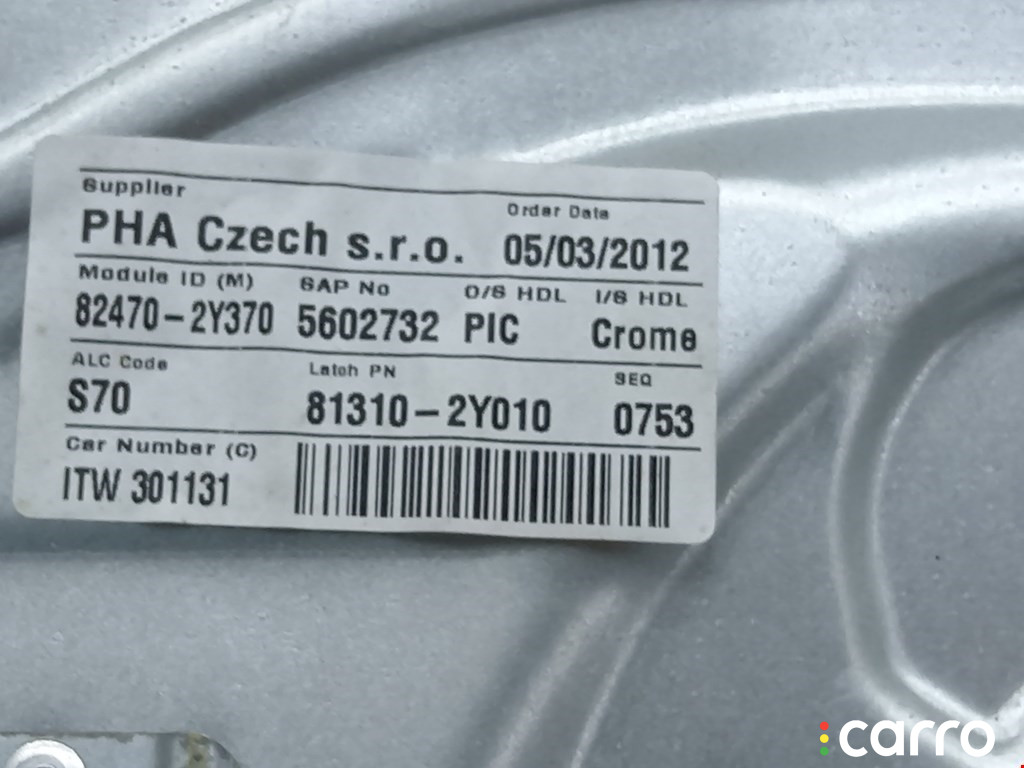 Supplier
Order Date
PHA Czech s.r.o. 05/03/2012
Module ID (M) SAP No O/S HDL I/S HDL
82470-2Y370 5602732 PIC Crome
ALC Code Latch PN SEQ
S70 81310-2Y010 0753
Car Number (C)
ITW 301131
carro